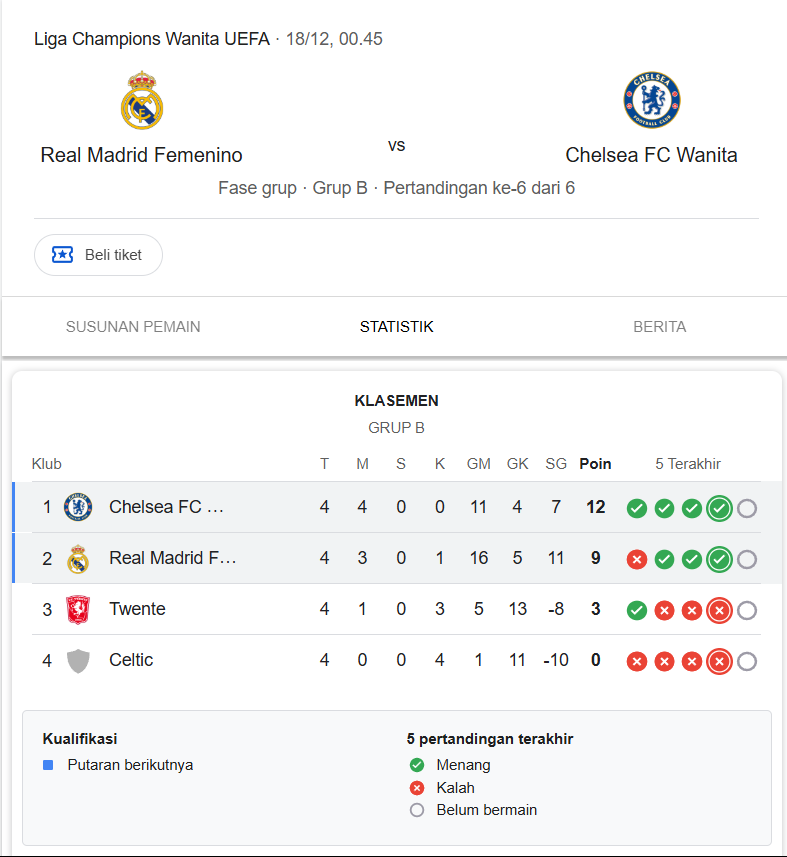 Liga Champions Wanita UEFA · 18/12, 00.45
Real Madrid Femenino
vs
Chelsea FC Wanita
Fase grup · Grup B · Pertandingan ke-6 dari 6
Beli tiket
SUSUNAN PEMAIN STATISTIK BERITA
KLASEMEN
GRUP B
Klub T M S K GM GK SG Poin 5 Terakhir
1 Chelsea FC … 4 4 0 0 11 4 7 12
2 Real Madrid F… 4 3 0 1 16 5 11 9
3 Twente 4 1 0 3 5 13 -8 3
4 Celtic 4 0 0 4 1 11 -10 0
Kualifikasi
Putaran berikutnya
5 pertandingan terakhir
Menang
Kalah
Belum bermain